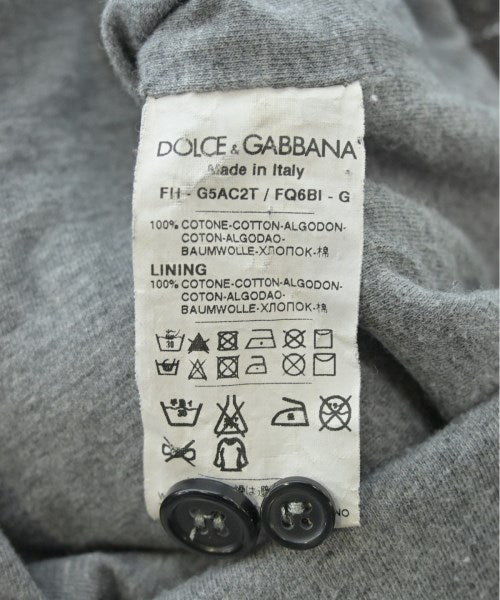 DOLCE & GABBANA
Made in Italy
FH - G5AC2T / FQ6BI - G
100% COTONE-COTTON-ALGODON-
COTON-ALGODAO-
BAUMWOLLE-ХЛОПОК-棉
LINING
100% COTONE-COTTON-ALGODON-
COTON-ALGODAO-
BAUMWOLLE-ХЛОПОК-棉